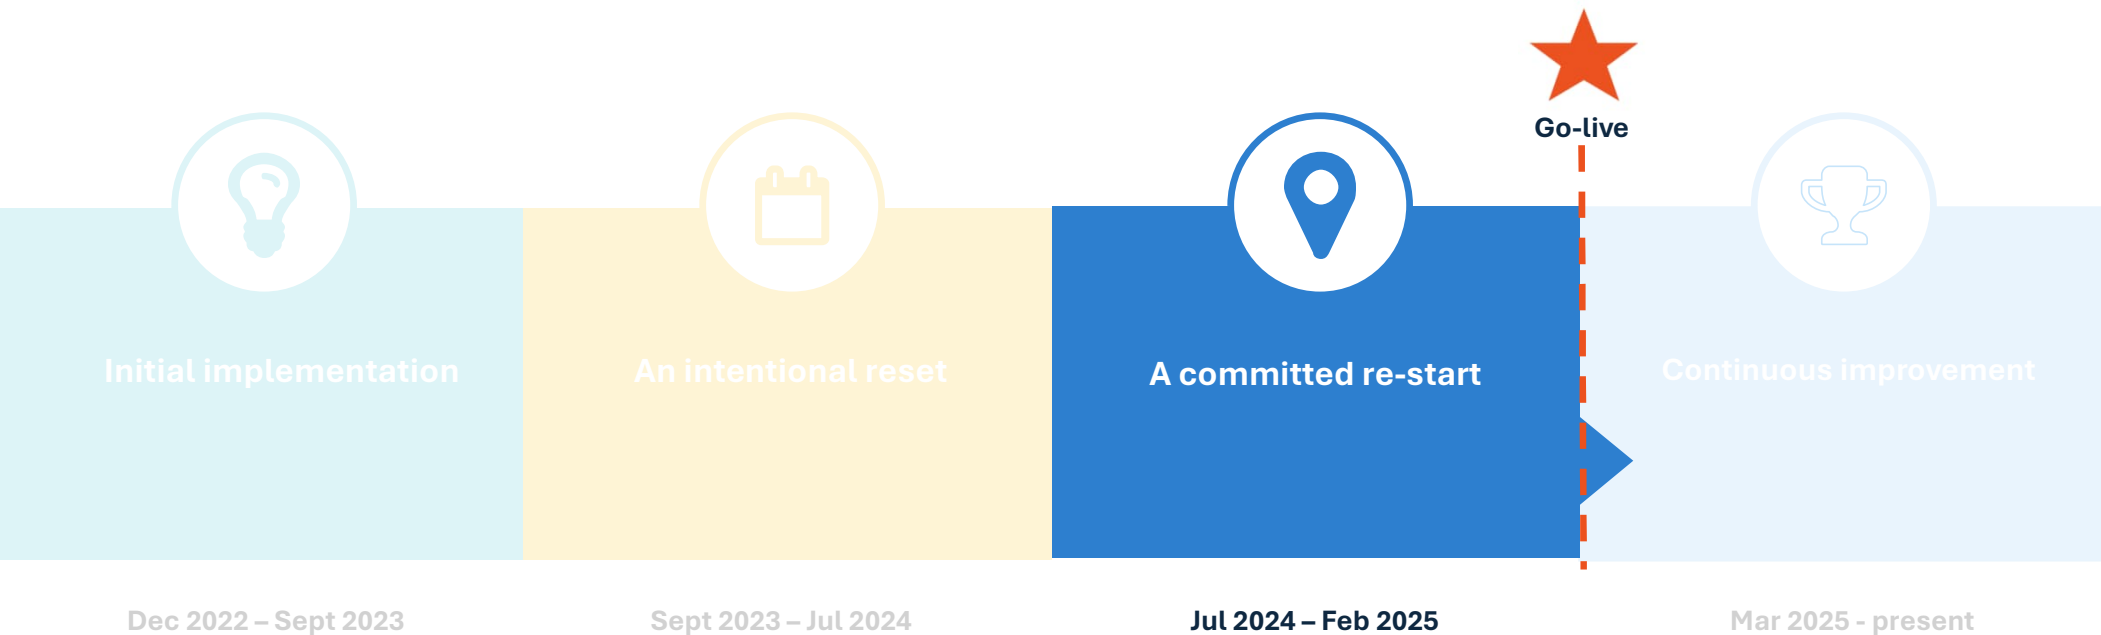 Go-live
Initial implementation
An intentional reset
A committed re-start
Continuous improvement
Dec 2022 – Sept 2023
Sept 2023 – Jul 2024
Jul 2024 – Feb 2025
Mar 2025 - present